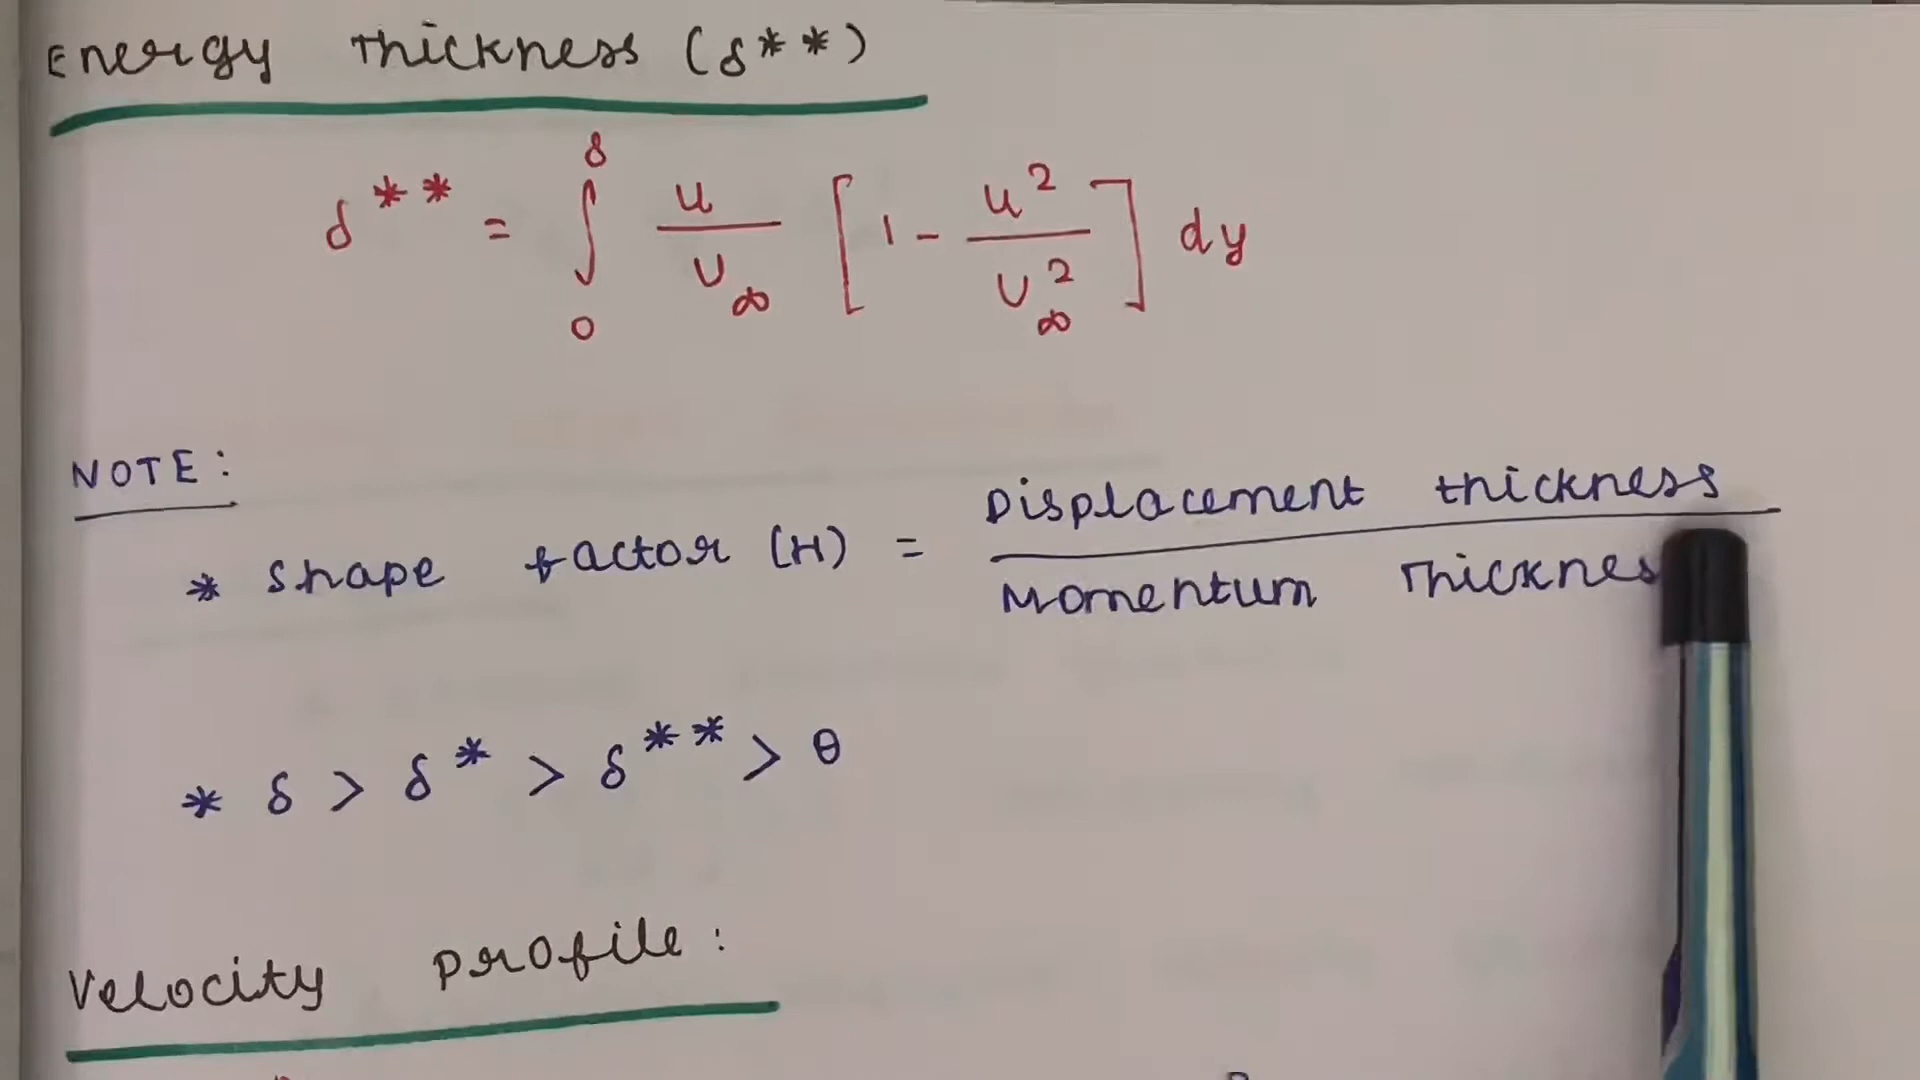 Energy Thickness (δ**)
δ** = ∫₀^δ u/U∞ [1 - u²/U∞²] dy
NOTE:
* Shape factor (H) = Displacement thickness / Momentum Thicknes
* δ > δ* > δ** > θ
Velocity Profile: